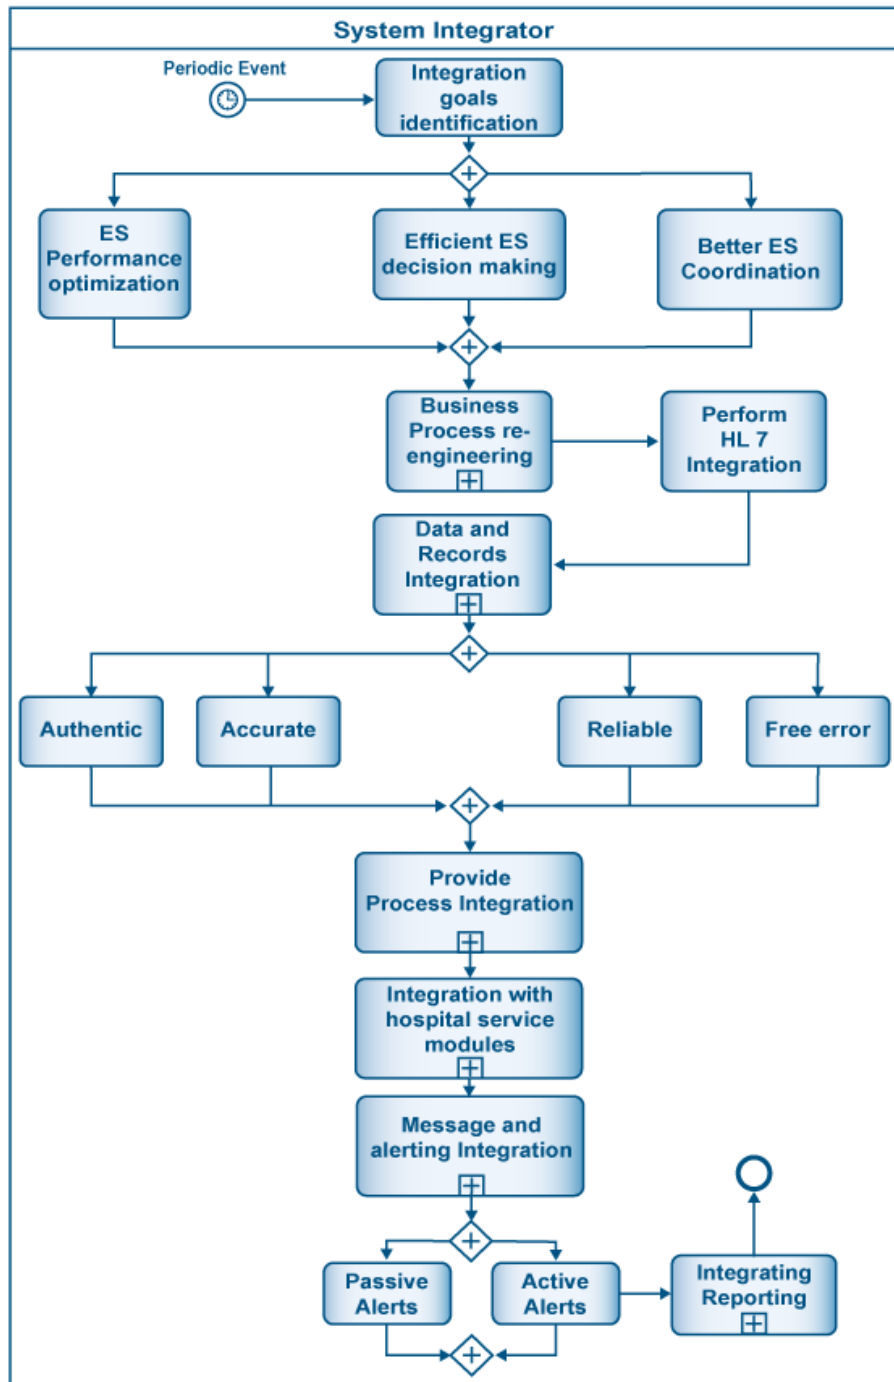 System Integrator
Periodic Event
Integration
goals
identification
ES
Performance
optimization
Efficient ES
decision making
Better ES
Coordination
Business
Process re-
engineering
Perform
HL 7
Integration
Data and
Records
Integration
Authentic
Accurate
Reliable
Free error
Provide
Process Integration
Integration with
hospital service
modules
Message and
alerting Integration
Passive
Alerts
Active
Alerts
Integrating
Reporting